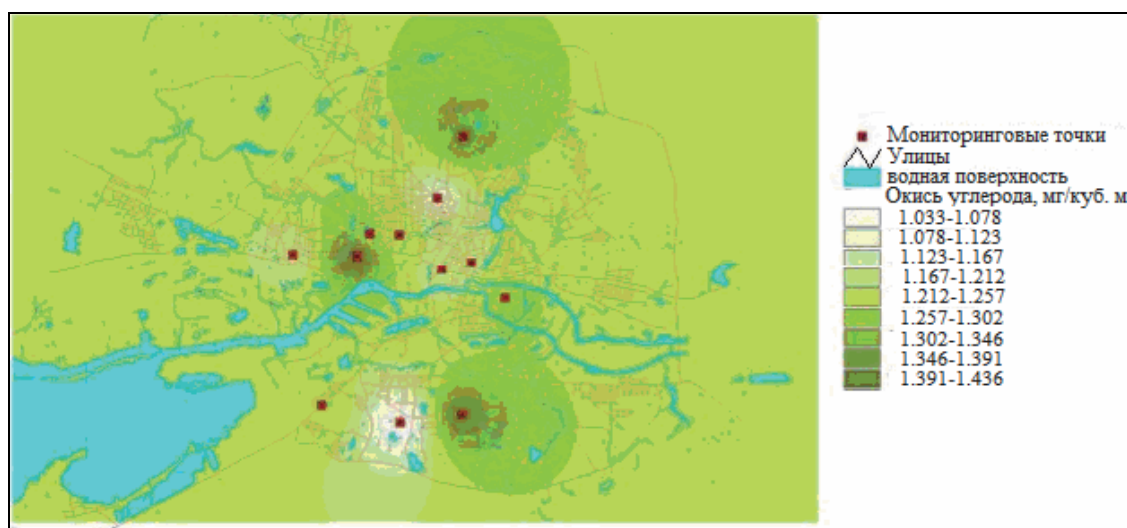 Мониторинговые точки
Улицы
водная поверхность
Окись углерода, мг/куб. м
1.033-1.078
1.078-1.123
1.123-1.167
1.167-1.212
1.212-1.257
1.257-1.302
1.302-1.346
1.346-1.391
1.391-1.436